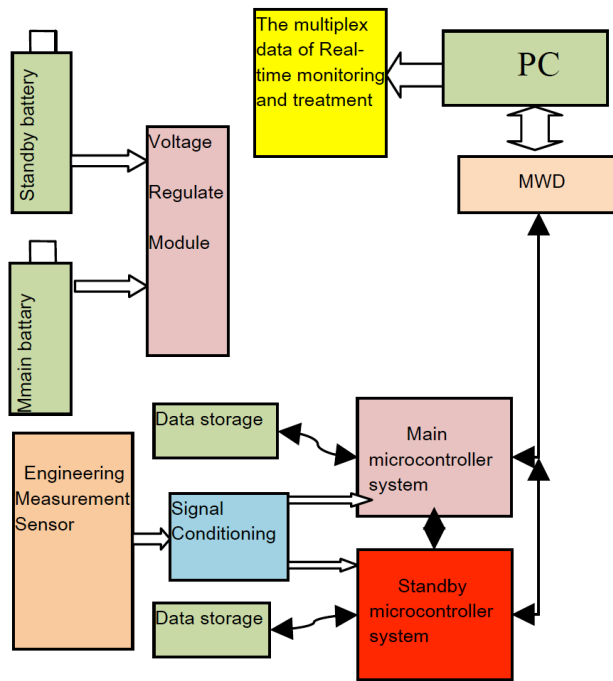 Standby battery
Voltage
Regulate
Module
Mmain battary
The multiplex
data of Real-
time monitoring
and treatment
PC
MWD
Data storage
Main
microcontroller
system
Engineering
Measurement
Sensor
Signal
Conditioning
Standby
microcontroller
system
Data storage